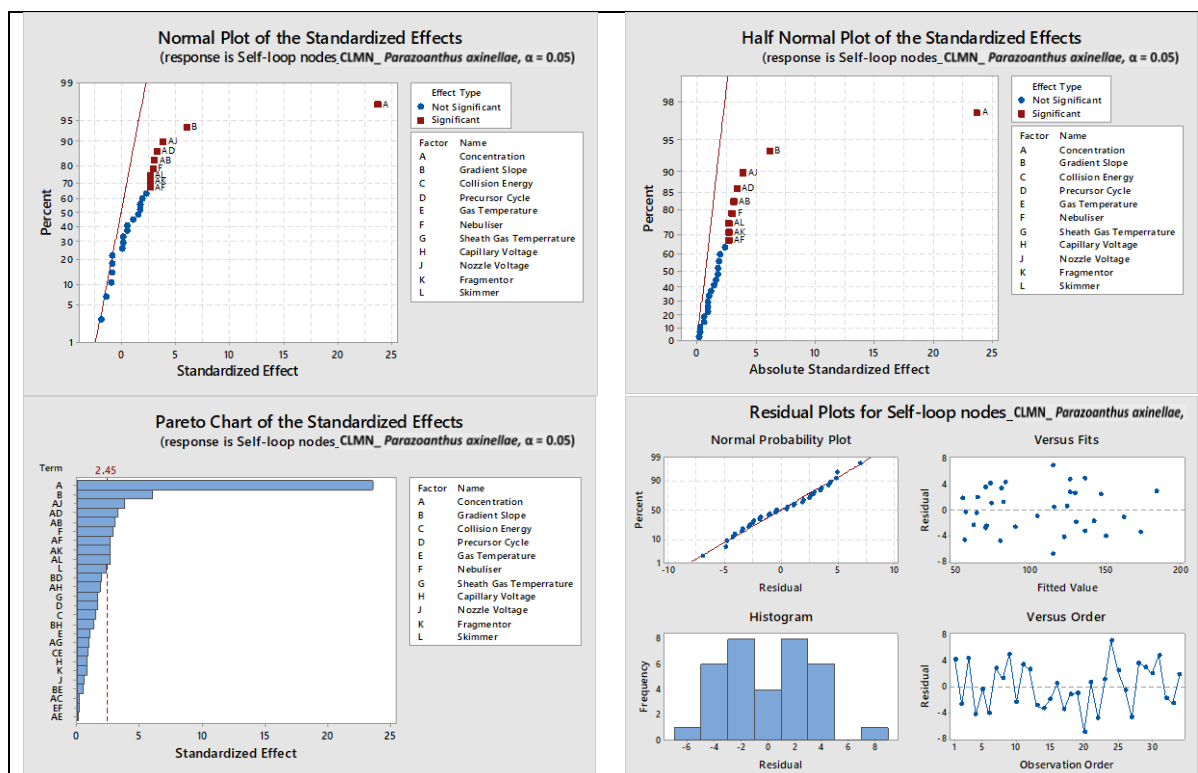 Normal Plot of the Standardized Effects
(response is Self-loop nodes_CLMN_ Parazoanthus axinellae, α = 0.05)
99
95
90
80
70
60
50
40
30
20
10
5
1
Percent
A
B
AJ
AD
AB
F
AL
AK
AF
0 5 10 15 20 25
Standardized Effect
Effect Type
Not Significant
Significant
Factor Name
A Concentration
B Gradient Slope
C Collision Energy
D Precursor Cycle
E Gas Temperature
F Nebuliser
G Sheath Gas Temperrature
H Capillary Voltage
J Nozzle Voltage
K Fragmentor
L Skimmer
Half Normal Plot of the Standardized Effects
(response is Self-loop nodes_CLMN_ Parazoanthus axinellae, α = 0.05)
98
95
90
85
80
70
60
50
40
30
20
10
0
Percent
A
B
AJ
AD
AB
F
AL
AK
AF
0 5 10 15 20 25
Absolute Standardized Effect
Effect Type
Not Significant
Significant
Factor Name
A Concentration
B Gradient Slope
C Collision Energy
D Precursor Cycle
E Gas Temperature
F Nebuliser
G Sheath Gas Temperrature
H Capillary Voltage
J Nozzle Voltage
K Fragmentor
L Skimmer
Pareto Chart of the Standardized Effects
(response is Self-loop nodes_CLMN_ Parazoanthus axinellae, α = 0.05)
Term
2.45
A
B
AJ
AD
AB
F
AF
AK
AL
L
BD
AH
G
D
C
BH
E
AG
CE
H
K
J
BE
AC
EF
AE
0 5 10 15 20 25
Standardized Effect
Factor Name
A Concentration
B Gradient Slope
C Collision Energy
D Precursor Cycle
E Gas Temperature
F Nebuliser
G Sheath Gas Temperrature
H Capillary Voltage
J Nozzle Voltage
K Fragmentor
L Skimmer
Residual Plots for Self-loop nodes_CLMN_ Parazoanthus axinellae,
Normal Probability Plot
99
90
50
10
1
Percent
-10 -5 0 5 10
Residual
Versus Fits
8
4
0
-4
-8
Residual
50 100 150 200
Fitted Value
Histogram
8
6
4
2
0
Frequency
-6 -4 -2 0 2 4 6 8
Residual
Versus Order
8
4
0
-4
-8
Residual
1 5 10 15 20 25 30
Observation Order